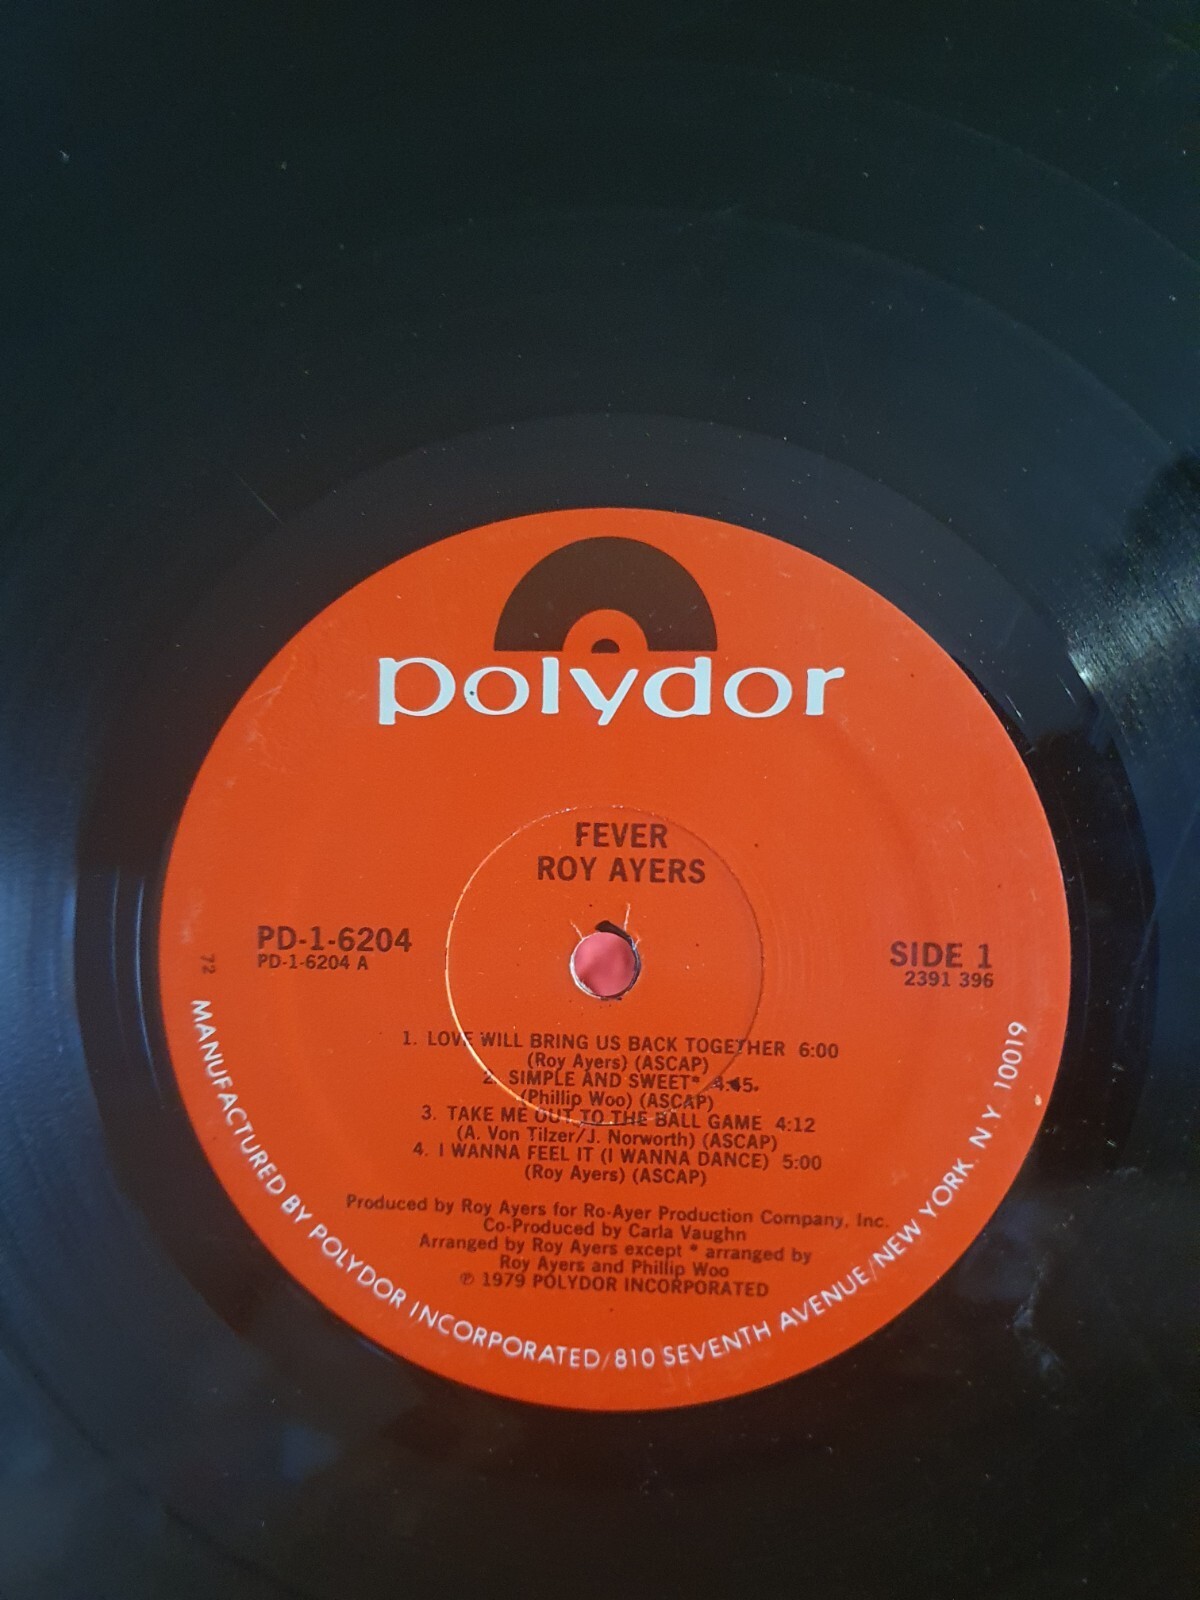 polydor
FEVER
ROY AYERS
PD-1-6204
PD-1-6204 A
SIDE 1
2391 396
72
1. LOVE WILL BRING US BACK TOGETHER 6:00
(Roy Ayers) (ASCAP)
2. SIMPLE AND SWEET* 4:45
(Phillip Woo) (ASCAP)
3. TAKE ME OUT TO THE BALL GAME 4:12
(A. Von Tilzer/J. Norworth) (ASCAP)
4. I WANNA FEEL IT (I WANNA DANCE) 5:00
(Roy Ayers) (ASCAP)
Produced by Roy Ayers for Ro-Ayer Production Company, Inc.
Co-Produced by Carla Vaughn
Arranged by Roy Ayers except * arranged by
Roy Ayers and Phillip Woo
℗ 1979 POLYDOR INCORPORATED
MANUFACTURED BY POLYDOR INCORPORATED/810 SEVENTH AVENUE/NEW YORK. N.Y 10019